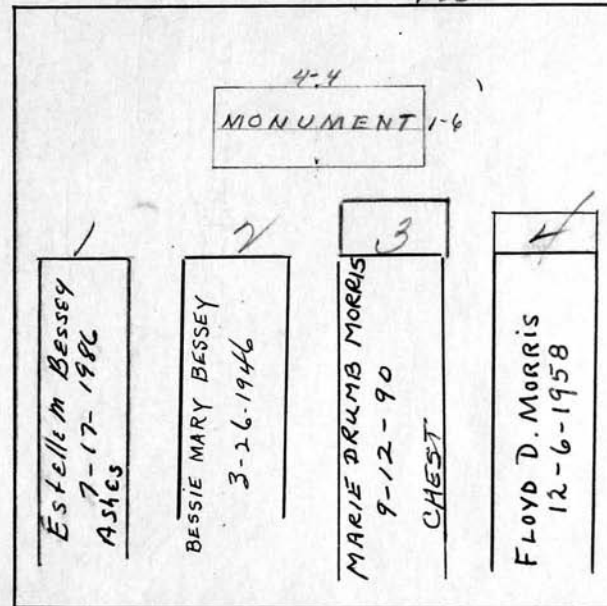 4-4
MONUMENT 1-6
1
2
3
4
Estelle M BESSEY
7-17-1986
ASHES
BESSIE MARY BESSEY
3-26-1946
MARIE DRUMB MORRIS
9-12-90
CHEST
FLOYD D. MORRIS
12-6-1958